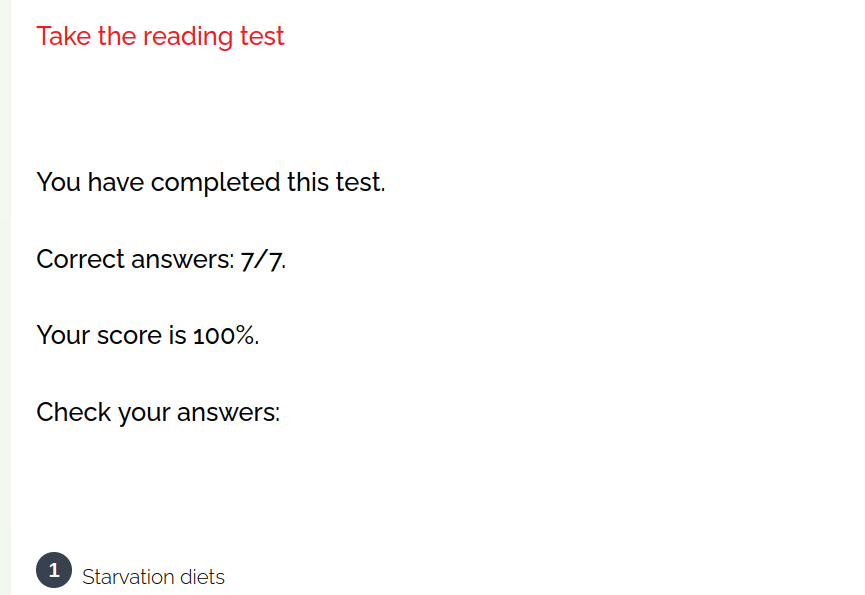 Take the reading test
You have completed this test.
Correct answers: 7/7.
Your score is 100%.
Check your answers:
1 Starvation diets